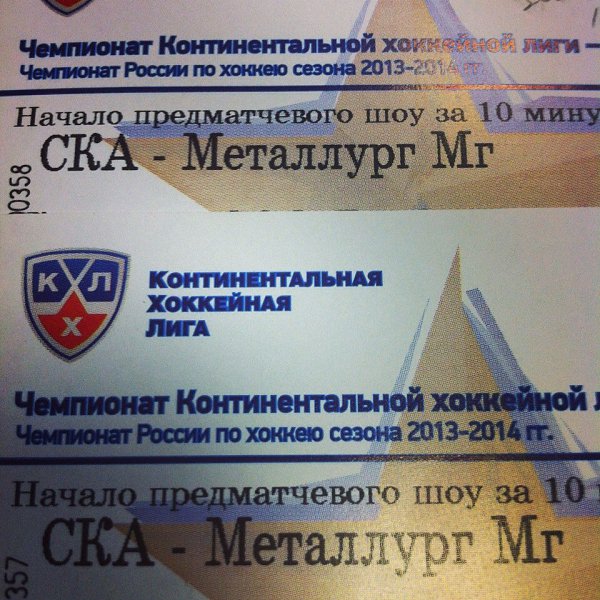 Чемпионат Континентальной хоккейной лиги –
Чемпионат России по хоккею сезона 2013-2014 гг.
Начало предматчевого шоу за 10 мину
СКА - Металлург Мг
0358
КХЛ
Континентальная
Хоккейная
Лига
Чемпионат Континентальной хоккейной л
Чемпионат России по хоккею сезона 2013-2014 гг.
Начало предматчевого шоу за 10
СКА - Металлург Мг
357